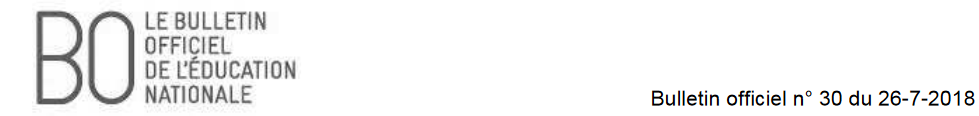 BO LE BULLETIN
OFFICIEL
DE L'ÉDUCATION
NATIONALE
Bulletin officiel n° 30 du 26-7-2018